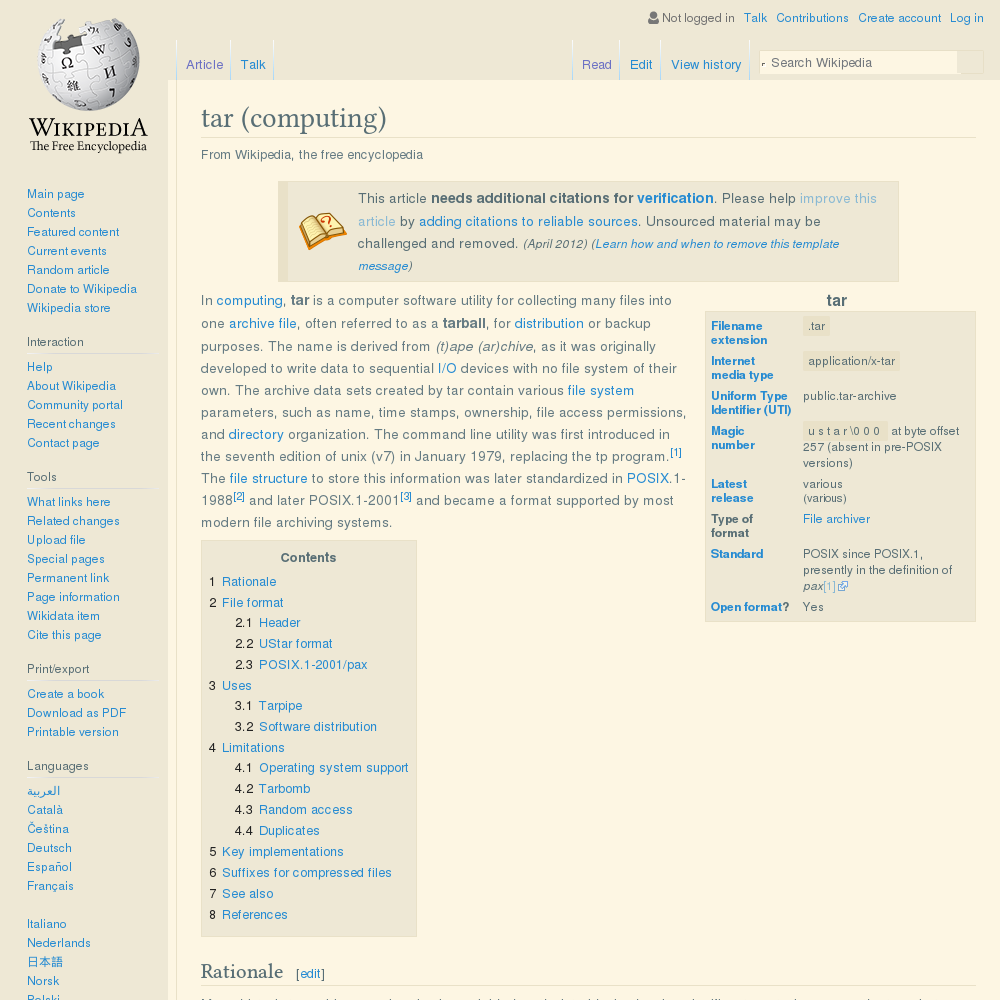 Not logged in Talk Contributions Create account Log in
Article Talk Read Edit View history Search Wikipedia
WIKIPEDIA
The Free Encyclopedia
Main page
Contents
Featured content
Current events
Random article
Donate to Wikipedia
Wikipedia store
Interaction
Help
About Wikipedia
Community portal
Recent changes
Contact page
Tools
What links here
Related changes
Upload file
Special pages
Permanent link
Page information
Wikidata item
Cite this page
Print/export
Create a book
Download as PDF
Printable version
Languages
العربية
Català
Čeština
Deutsch
Español
Français
Italiano
Nederlands
日本語
Norsk
Polski
tar (computing)
From Wikipedia, the free encyclopedia
This article needs additional citations for verification. Please help improve this
article by adding citations to reliable sources. Unsourced material may be
challenged and removed. (April 2012) (Learn how and when to remove this template
message)
In computing, tar is a computer software utility for collecting many files into
one archive file, often referred to as a tarball, for distribution or backup
purposes. The name is derived from (t)ape (ar)chive, as it was originally
developed to write data to sequential I/O devices with no file system of their
own. The archive data sets created by tar contain various file system
parameters, such as name, time stamps, ownership, file access permissions,
and directory organization. The command line utility was first introduced in
the seventh edition of unix (v7) in January 1979, replacing the tp program.[1]
The file structure to store this information was later standardized in POSIX.1-
1988[2] and later POSIX.1-2001[3] and became a format supported by most
modern file archiving systems.
tar
Filename extension .tar
Internet media type application/x-tar
Uniform Type Identifier (UTI) public.tar-archive
Magic number u s t a r \0 0 0 at byte offset
257 (absent in pre-POSIX
versions)
Latest release various
(various)
Type of format File archiver
Standard POSIX since POSIX.1,
presently in the definition of
pax[1]
Open format? Yes
Contents
1 Rationale
2 File format
2.1 Header
2.2 UStar format
2.3 POSIX.1-2001/pax
3 Uses
3.1 Tarpipe
3.2 Software distribution
4 Limitations
4.1 Operating system support
4.2 Tarbomb
4.3 Random access
4.4 Duplicates
5 Key implementations
6 Suffixes for compressed files
7 See also
8 References
Rationale [edit]